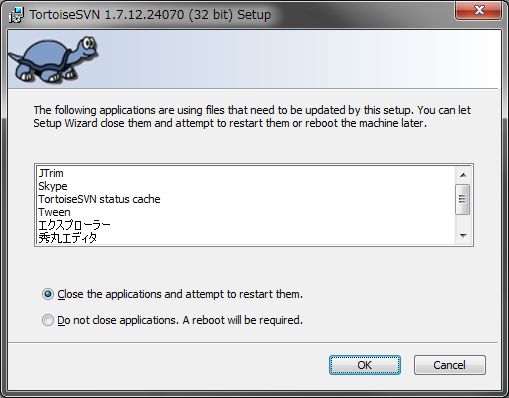 TortoiseSVN 1.7.12.24070 (32 bit) Setup
The following applications are using files that need to be updated by this setup. You can let
Setup Wizard close them and attempt to restart them or reboot the machine later.
JTrim
Skype
TortoiseSVN status cache
Tween
エクスプローラー
秀丸エディタ
Close the applications and attempt to restart them.
Do not close applications. A reboot will be required.
OK
Cancel